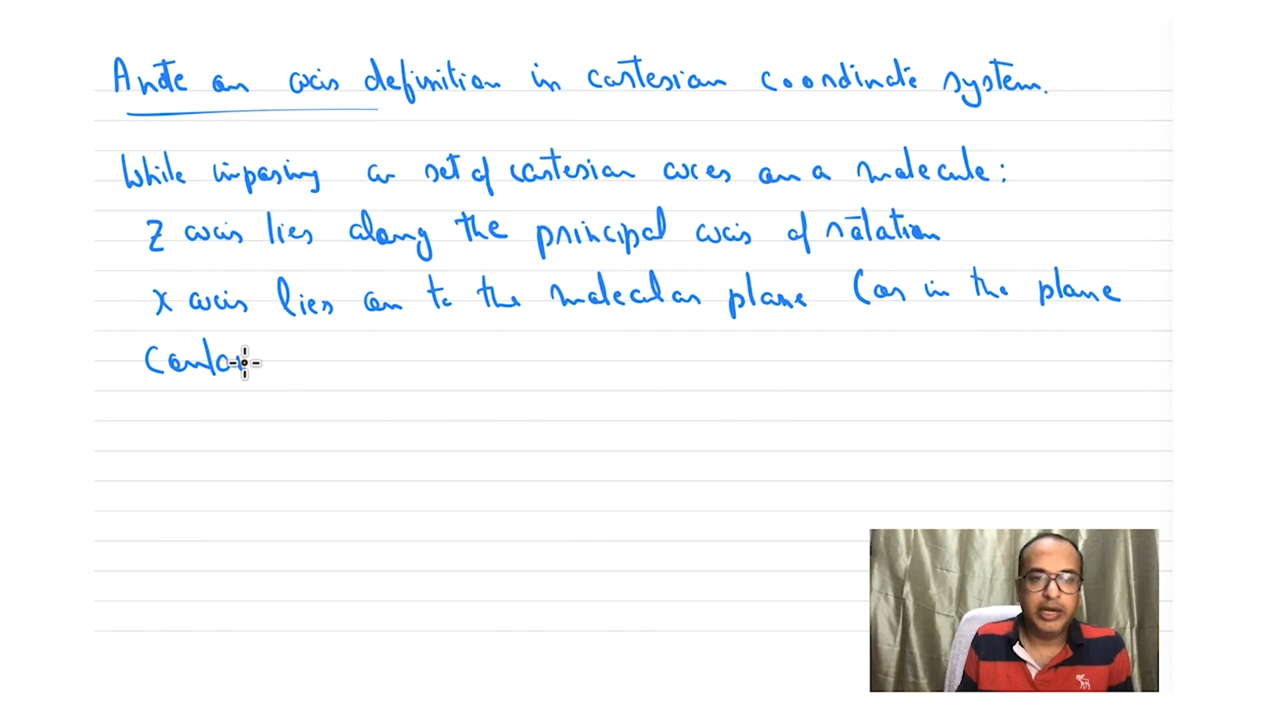 A note on axis definition in cartesian coordinate system.
While imposing a set of cartesian axes on a molecule:
Z axis lies along the principal axis of rotation
x axis lies on to the molecular plane (or in the plane
Contai